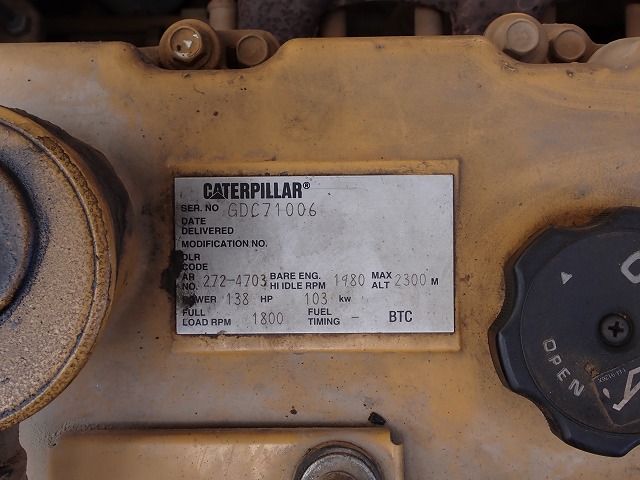 CATERPILLAR®
SER. NO GDC71006
DATE
DELIVERED
MODIFICATION NO.
DLR
CODE
AR
NO. 272-4703 BARE ENG. HI IDLE RPM 1980 MAX ALT 2300 M
POWER 138 HP 103 kw
FULL LOAD RPM 1800 FUEL TIMING - BTC
OPEN